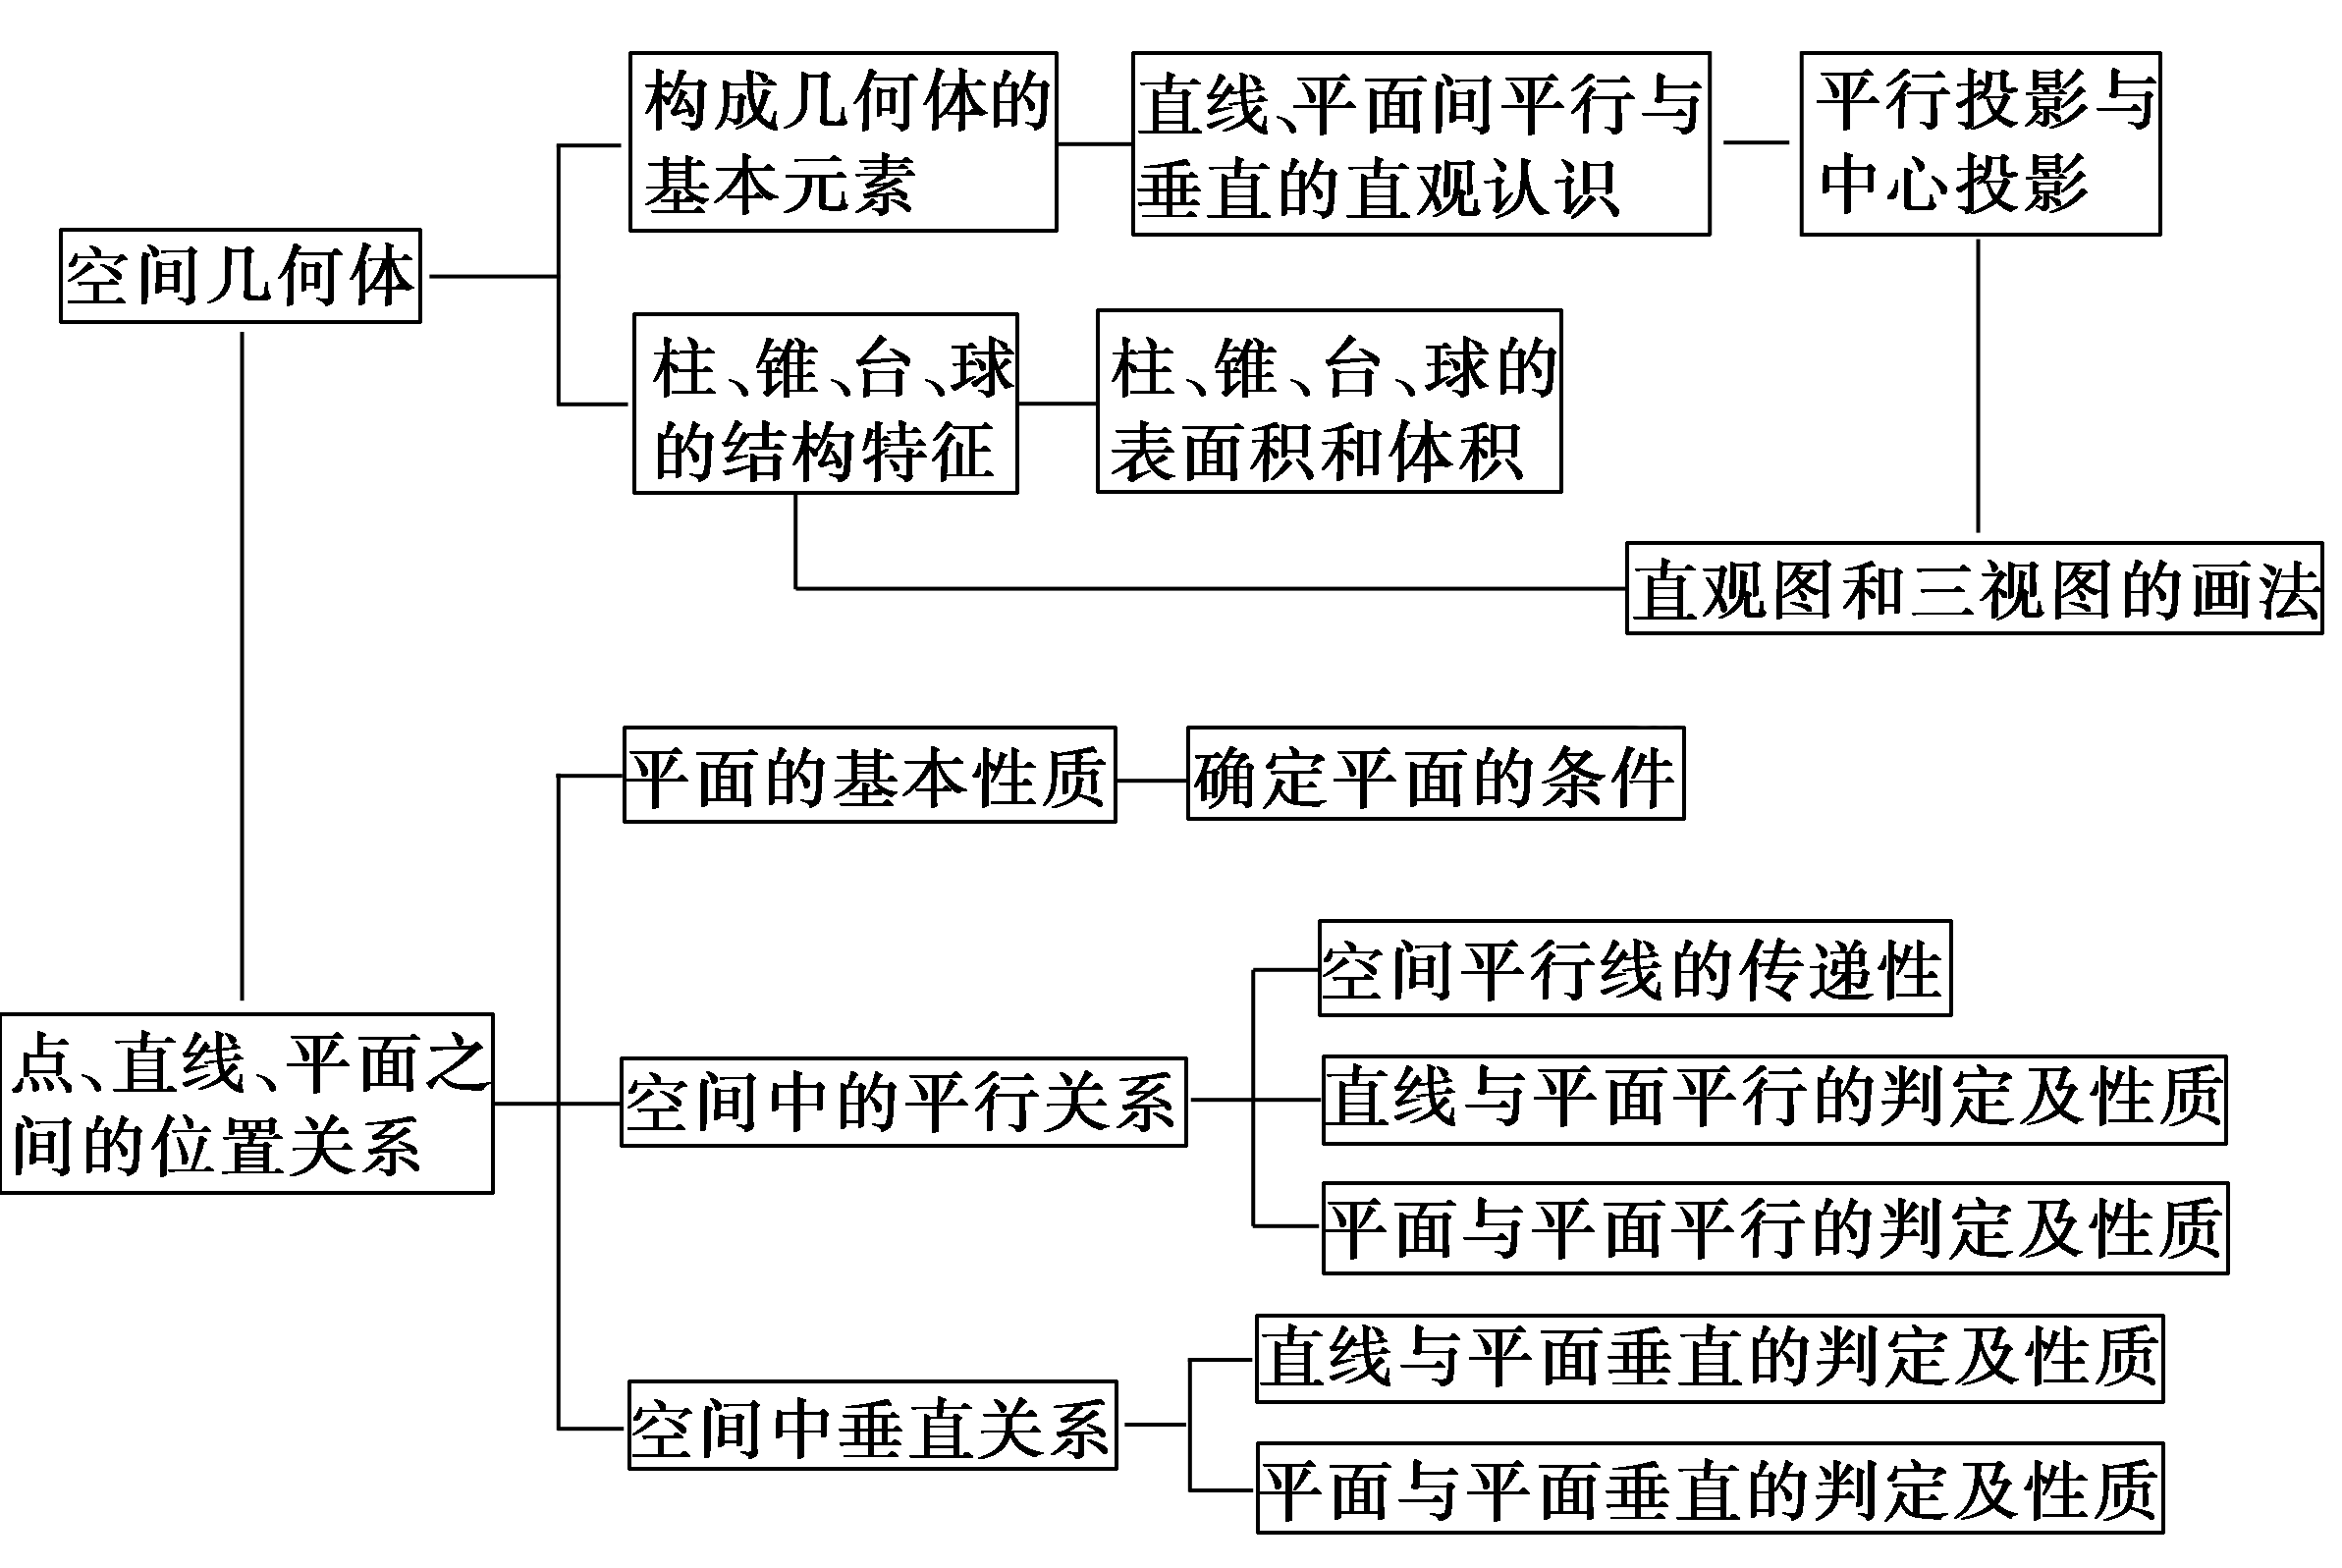 构成几何体的
基本元素
直线、平面间平行与
垂直的直观认识
平行投影与
中心投影
空间几何体
柱、锥、台、球
的结构特征
柱、锥、台、球的
表面积和体积
直观图和三视图的画法
平面的基本性质
确定平面的条件
空间平行线的传递性
点、直线、平面之
间的位置关系
空间中的平行关系
直线与平面平行的判定及性质
平面与平面平行的判定及性质
空间中垂直关系
直线与平面垂直的判定及性质
平面与平面垂直的判定及性质